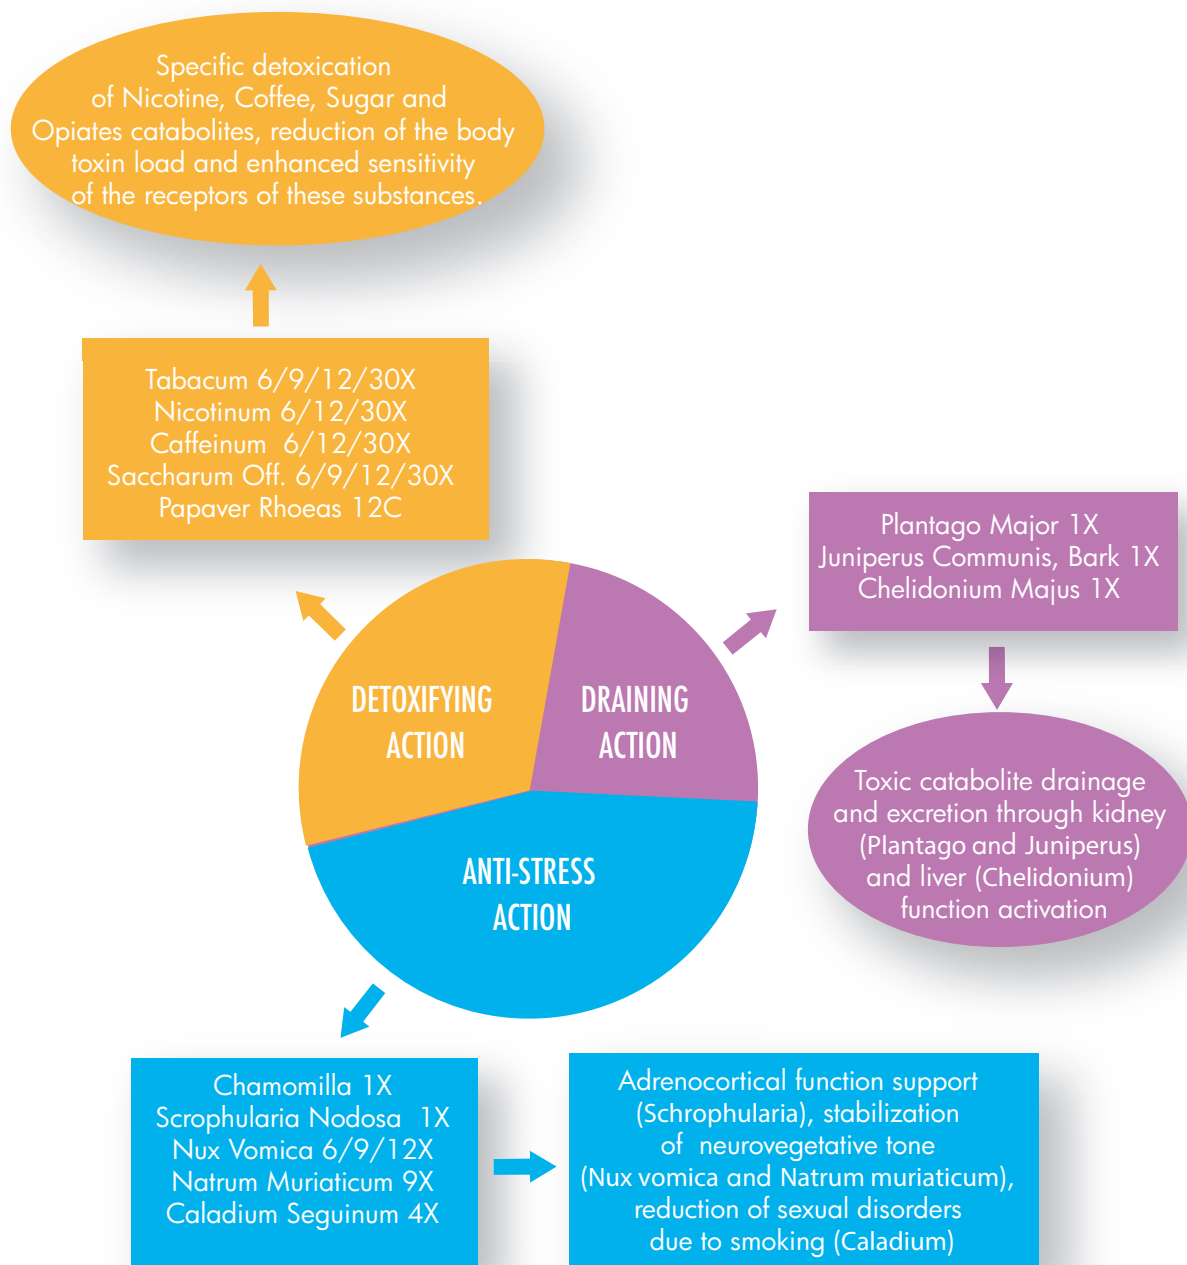 Specific detoxication
of Nicotine, Coffee, Sugar and
Opiates catabolites, reduction of the body
toxin load and enhanced sensitivity
of the receptors of these substances.
Tabacum 6/9/12/30X
Nicotinum 6/12/30X
Caffeinum 6/12/30X
Saccharum Off. 6/9/12/30X
Papaver Rhoeas 12C
Plantago Major 1X
Juniperus Communis, Bark 1X
Chelidonium Majus 1X
DETOXIFYING
ACTION
DRAINING
ACTION
Toxic catabolite drainage
and excretion through kidney
(Plantago and Juniperus)
and liver (Chelidonium)
function activation
ANTI-STRESS
ACTION
Chamomilla 1X
Scrophularia Nodosa 1X
Nux Vomica 6/9/12X
Natrum Muriaticum 9X
Caladium Seguinum 4X
Adrenocortical function support
(Schrophularia), stabilization
of neurovegetative tone
(Nux vomica and Natrum muriaticum),
reduction of sexual disorders
due to smoking (Caladium)